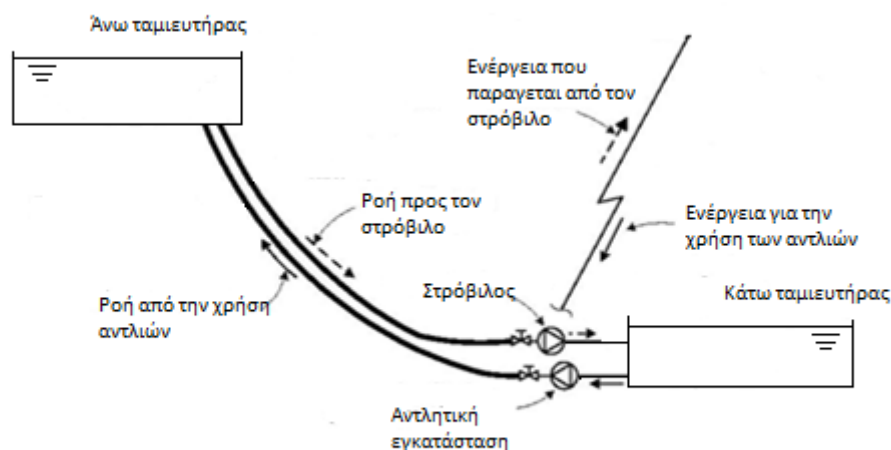 Άνω ταμιευτήρας
Ενέργεια που
παραγεται από τον
στρόβιλο
Ροή προς τον
στρόβιλο
Ενέργεια για την
χρήση των αντλιών
Ροή από την χρήση
αντλιών
Στρόβιλος
Κάτω ταμιευτήρας
Αντλητική
εγκατάσταση